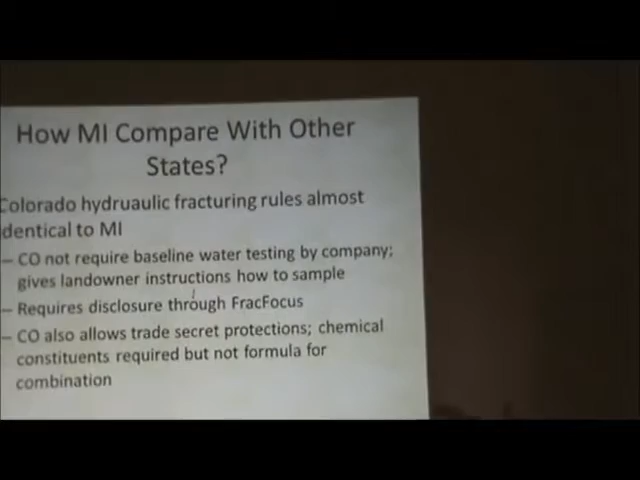 How MI Compare With Other
States?
Colorado hydruaulic fracturing rules almost
dentical to MI
– CO not require baseline water testing by company;
gives landowner instructions how to sample
– Requires disclosure through FracFocus
– CO also allows trade secret protections; chemical
constituents required but not formula for
combination